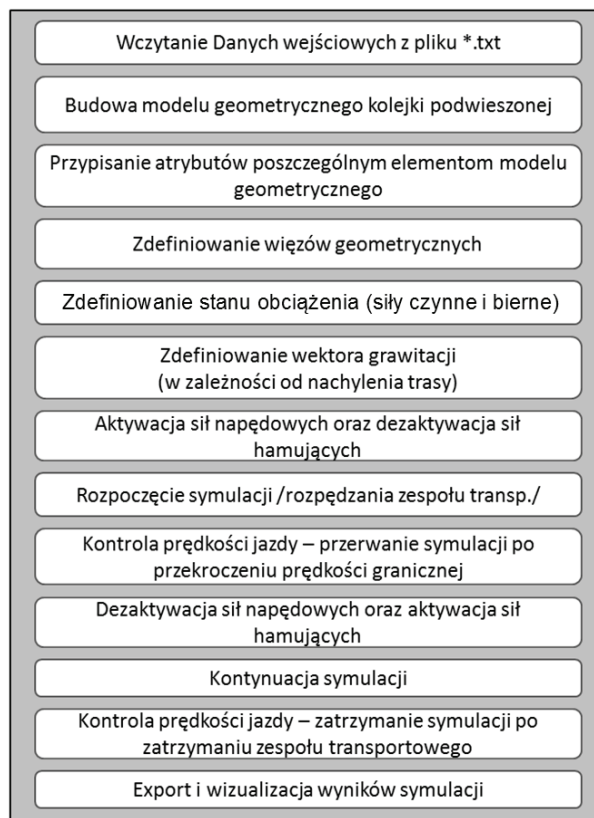 Wczytanie Danych wejściowych z pliku *.txt
Budowa modelu geometrycznego kolejki podwieszonej
Przypisanie atrybutów poszczególnym elementom modelu
geometrycznego
Zdefiniowanie więzów geometrycznych
Zdefiniowanie stanu obciążenia (siły czynne i bierne)
Zdefiniowanie wektora grawitacji
(w zależności od nachylenia trasy)
Aktywacja sił napędowych oraz dezaktywacja sił
hamujących
Rozpoczęcie symulacji /rozpędzania zespołu transp./
Kontrola prędkości jazdy – przerwanie symulacji po
przekroczeniu prędkości granicznej
Dezaktywacja sił napędowych oraz aktywacja sił
hamujących
Kontynuacja symulacji
Kontrola prędkości jazdy – zatrzymanie symulacji po
zatrzymaniu zespołu transportowego
Export i wizualizacja wyników symulacji